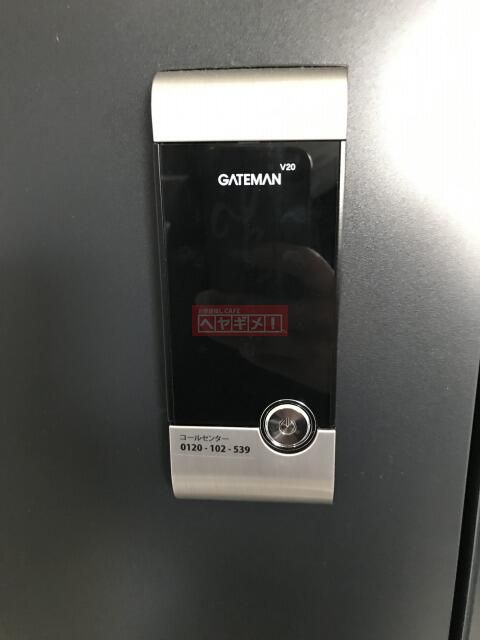 V20
GATEMAN
お部屋探しCAFE
ヘヤギメ!
コールセンター
0120 - 102 - 539